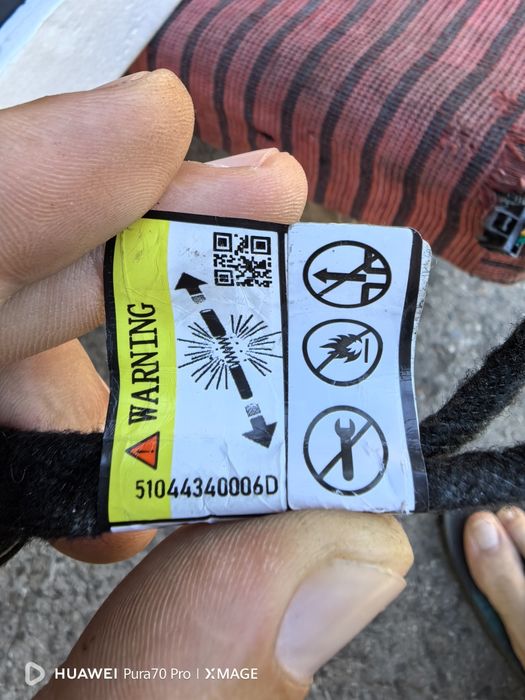 WARNING
51044340006D
HUAWEI Pura70 Pro | XMAGE